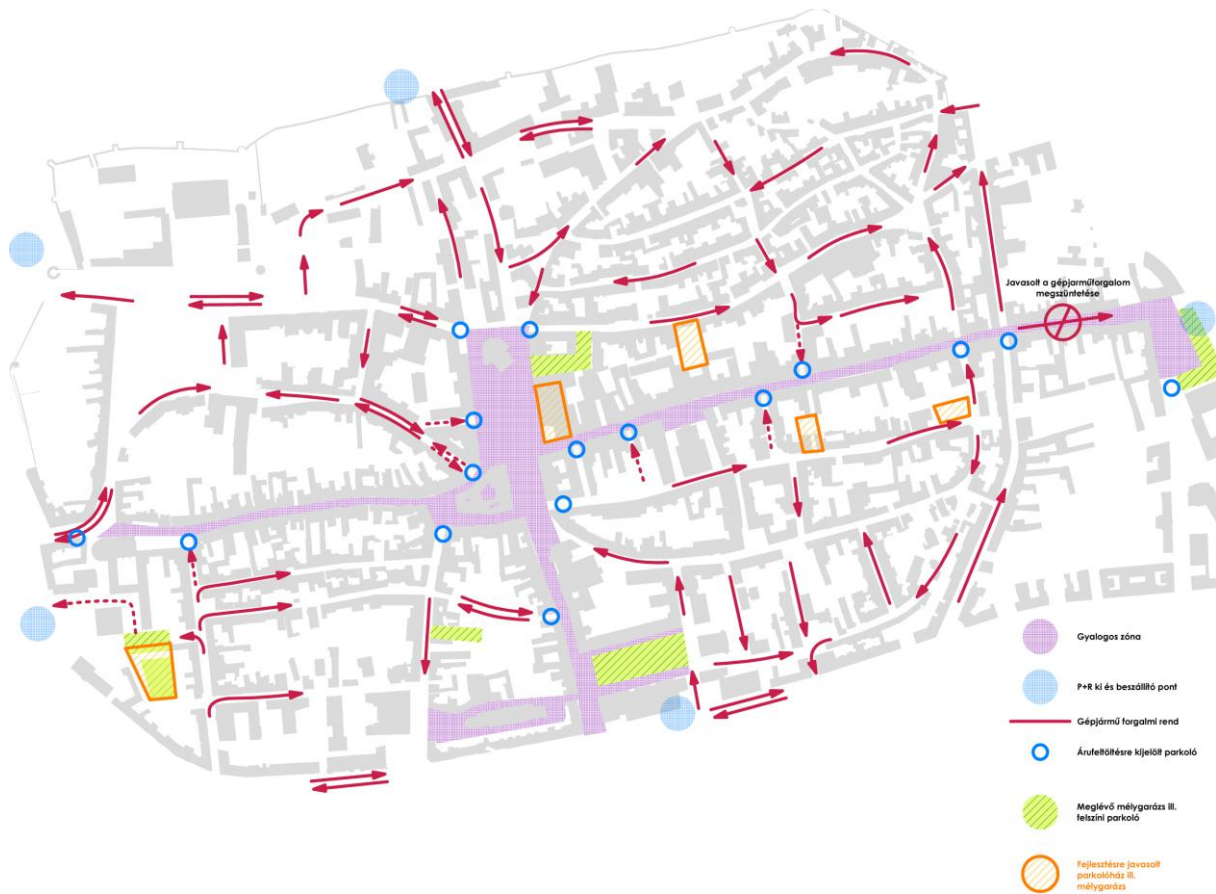 Javasolt a gépjárműforgalom
megszüntetése
Gyalogos zóna
P+R ki és beszállító pont
Gépjármű forgalmi rend
Árufeltöltésre kijelölt parkoló
Meglévő mélygarázs ill.
felszíni parkoló
Fejlesztésre javasolt
parkolóház ill.
mélygarázs